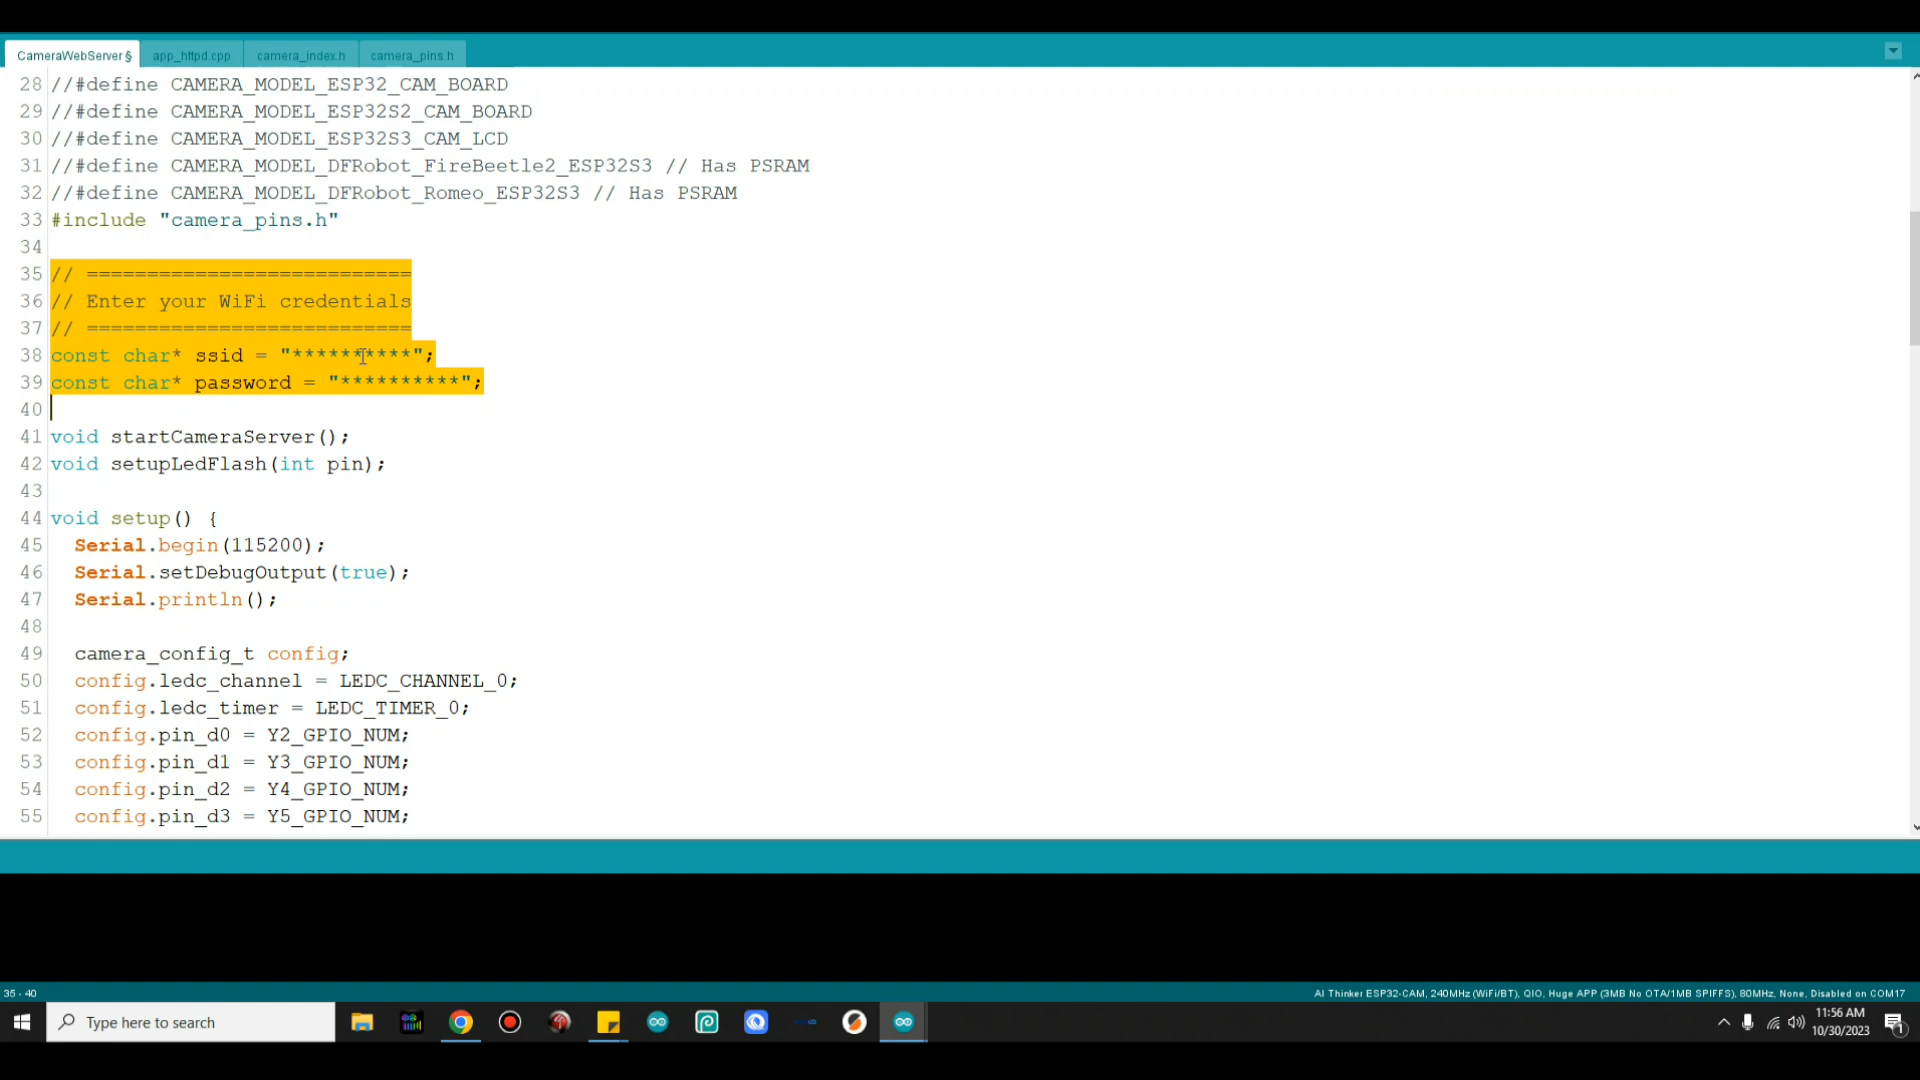 CameraWebServer§ app_httpd.cpp camera_index.h camera_pins.h
28 //#define CAMERA_MODEL_ESP32_CAM_BOARD
29 //#define CAMERA_MODEL_ESP32S2_CAM_BOARD
30 //#define CAMERA_MODEL_ESP32S3_CAM_LCD
31 //#define CAMERA_MODEL_DFRobot_FireBeetle2_ESP32S3 // Has PSRAM
32 //#define CAMERA_MODEL_DFRobot_Romeo_ESP32S3 // Has PSRAM
33 #include "camera_pins.h"
34
35 // ===========================
36 // Enter your WiFi credentials
37 // ===========================
38 const char* ssid = "**********";
39 const char* password = "**********";
40
41 void startCameraServer();
42 void setupLedFlash(int pin);
43
44 void setup() {
45 Serial.begin(115200);
46 Serial.setDebugOutput(true);
47 Serial.println();
48
49 camera_config_t config;
50 config.ledc_channel = LEDC_CHANNEL_0;
51 config.ledc_timer = LEDC_TIMER_0;
52 config.pin_d0 = Y2_GPIO_NUM;
53 config.pin_d1 = Y3_GPIO_NUM;
54 config.pin_d2 = Y4_GPIO_NUM;
55 config.pin_d3 = Y5_GPIO_NUM;
35 - 40 AI Thinker ESP32-CAM, 240MHz (WiFi/BT), QIO, Huge APP (3MB No OTA/1MB SPIFFS), 80MHz, None, Disabled on COM17
Type here to search
11:56 AM
10/30/2023
1